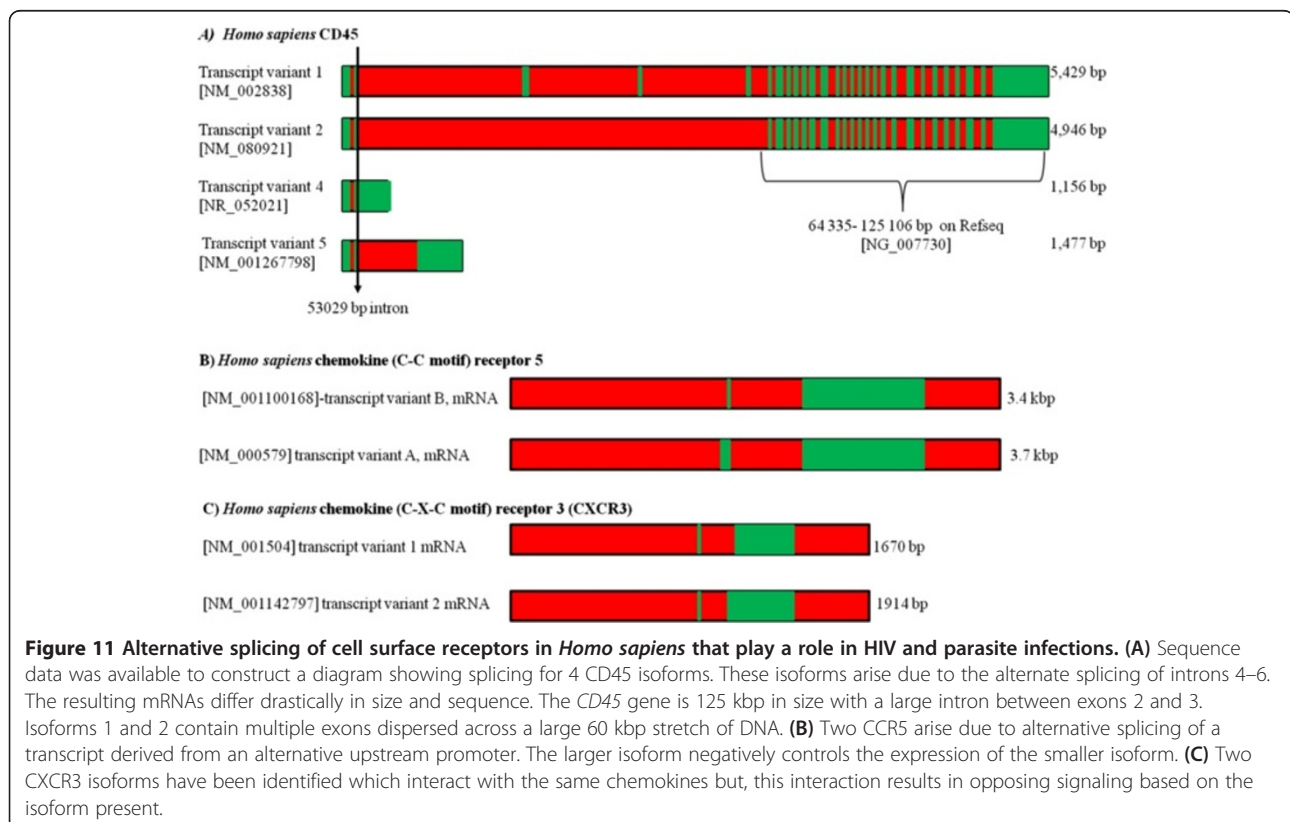 A) Homo sapiens CD45
Transcript variant 1
[NM_002838]
5,429 bp
Transcript variant 2
[NM_080921]
4,946 bp
Transcript variant 4
[NR_052021]
1,156 bp
64 335- 125 106 bp on Refseq
[NG_007730]
Transcript variant 5
[NM_001267798]
1,477 bp
53029 bp intron
B) Homo sapiens chemokine (C-C motif) receptor 5
[NM_001100168]-transcript variant B, mRNA
3.4 kbp
[NM_000579] transcript variant A, mRNA
3.7 kbp
C) Homo sapiens chemokine (C-X-C motif) receptor 3 (CXCR3)
[NM_001504] transcript variant 1 mRNA
1670 bp
[NM_001142797] transcript variant 2 mRNA
1914 bp
Figure 11 Alternative splicing of cell surface receptors in Homo sapiens that play a role in HIV and parasite infections. (A) Sequence
data was available to construct a diagram showing splicing for 4 CD45 isoforms. These isoforms arise due to the alternate splicing of introns 4–6.
The resulting mRNAs differ drastically in size and sequence. The CD45 gene is 125 kbp in size with a large intron between exons 2 and 3.
Isoforms 1 and 2 contain multiple exons dispersed across a large 60 kbp stretch of DNA. (B) Two CCR5 arise due to alternative splicing of a
transcript derived from an alternative upstream promoter. The larger isoform negatively controls the expression of the smaller isoform. (C) Two
CXCR3 isoforms have been identified which interact with the same chemokines but, this interaction results in opposing signaling based on the
isoform present.